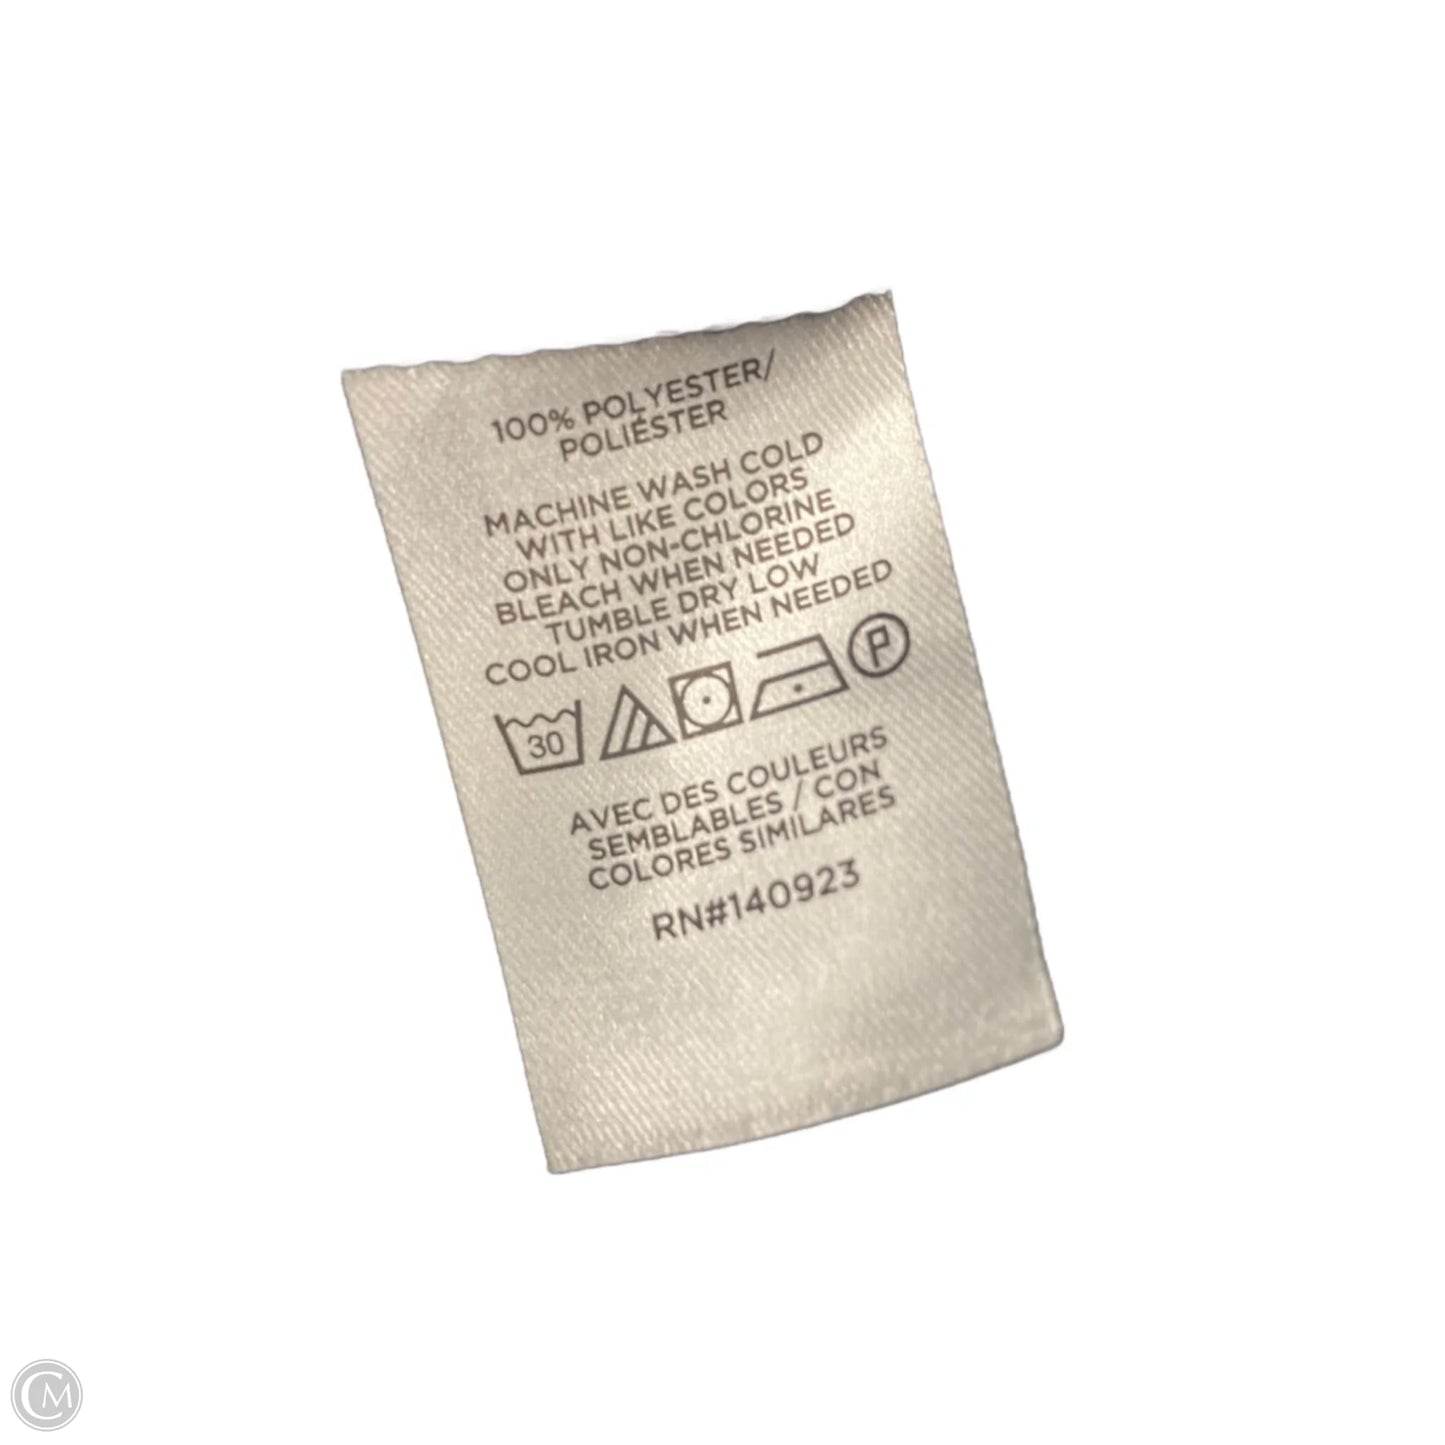 100% POLYESTER/
POLIÉSTER
MACHINE WASH COLD
WITH LIKE COLORS
ONLY NON-CHLORINE
BLEACH WHEN NEEDED
TUMBLE DRY LOW
COOL IRON WHEN NEEDED
30 P
AVEC DES COULEURS
SEMBLABLES / CON
COLORES SIMILARES
RN#140923
CM